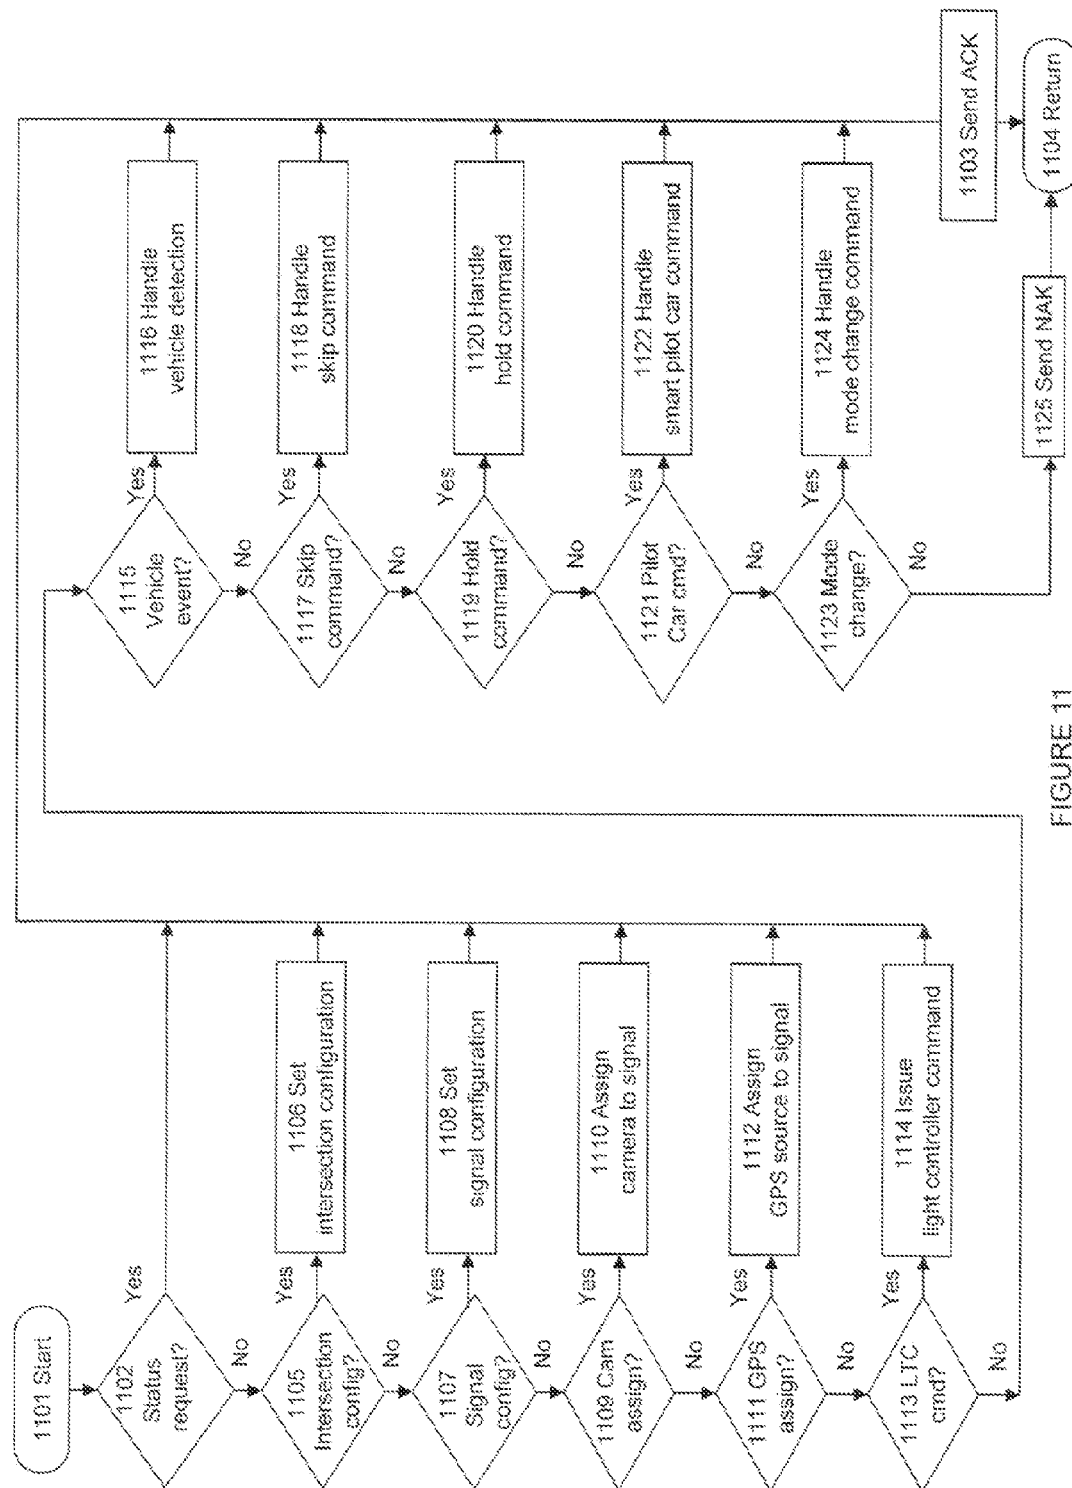 1101 Start
1102
Status
request?
Yes
No
1105
Intersection
config?
Yes
1106 Set
intersection configuration
No
1107
Signal
config?
Yes
1108 Set
signal configuration
No
1109 Cam
assign?
Yes
1110 Assign
camera to signal
No
1111 GPS
assign?
Yes
1112 Assign
GPS source to signal
No
1113 LTC
cmd?
Yes
1114 Issue
light controller command
No
1115
Vehicle
event?
Yes
1116 Handle
vehicle detection
No
1117 Skip
command?
Yes
1118 Handle
skip command
No
1119 Hold
command?
Yes
1120 Handle
hold command
No
1121 Pilot
Car cmd?
Yes
1122 Handle
smart pilot car command
No
1123 Mode
change?
Yes
1124 Handle
mode change command
No
1125 Send NAK
1103 Send ACK
1104 Return
FIGURE 11